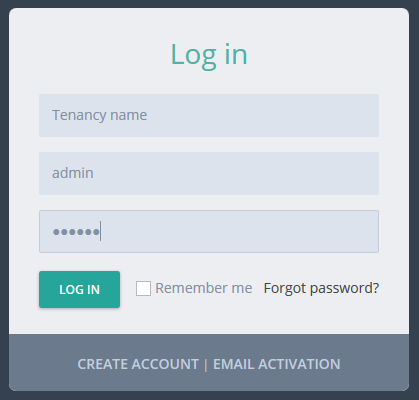 Log in
Tenancy name
admin
••••••
LOG IN Remember me Forgot password?
CREATE ACCOUNT | EMAIL ACTIVATION